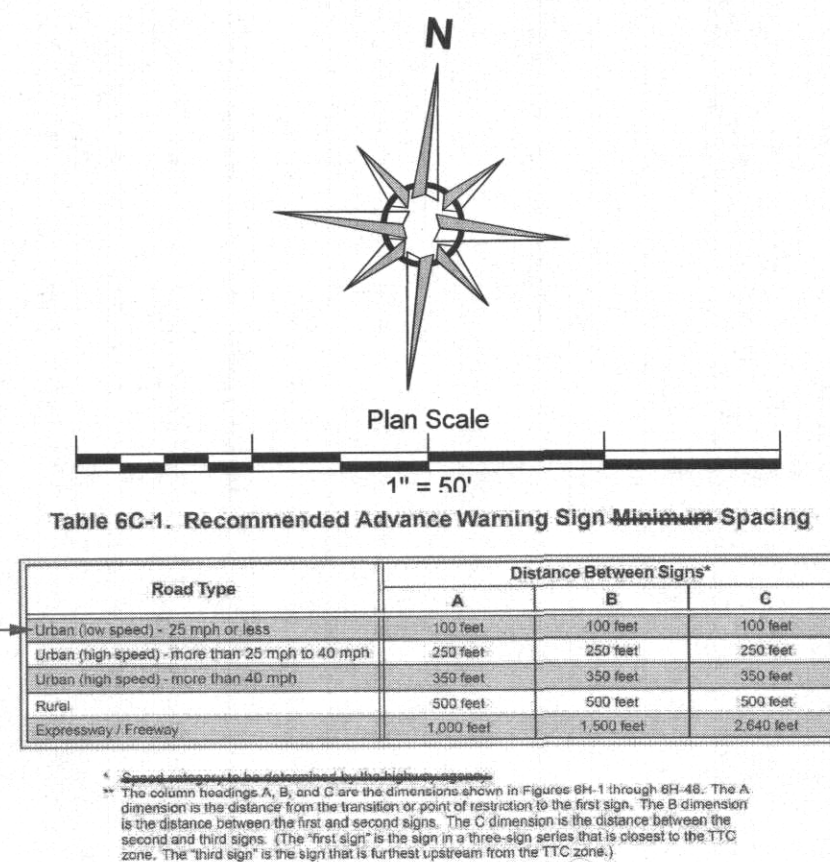 N
Plan Scale
1" = 50'
Table 6C-1. Recommended Advance Warning Sign Minimum Spacing
Road Type
Distance Between Signs*
A B C
Urban (low speed) - 25 mph or less 100 feet 100 feet 100 feet
Urban (high speed) - more than 25 mph to 40 mph 250 feet 250 feet 250 feet
Urban (high speed) - more than 40 mph 350 feet 350 feet 350 feet
Rural 500 feet 500 feet 500 feet
Expressway / Freeway 1,000 feet 1,500 feet 2,640 feet
* Speed category to be determined by the highway agency
** The column headings A, B, and C are the dimensions shown in Figures 6H-1 through 6H-46. The A
dimension is the distance from the transition or point of restriction to the first sign. The B dimension
is the distance between the first and second signs. The C dimension is the distance between the
second and third signs. (The "first sign" is the sign in a three-sign series that is closest to the TTC
zone. The "third sign" is the sign that is furthest upstream from the TTC zone.)